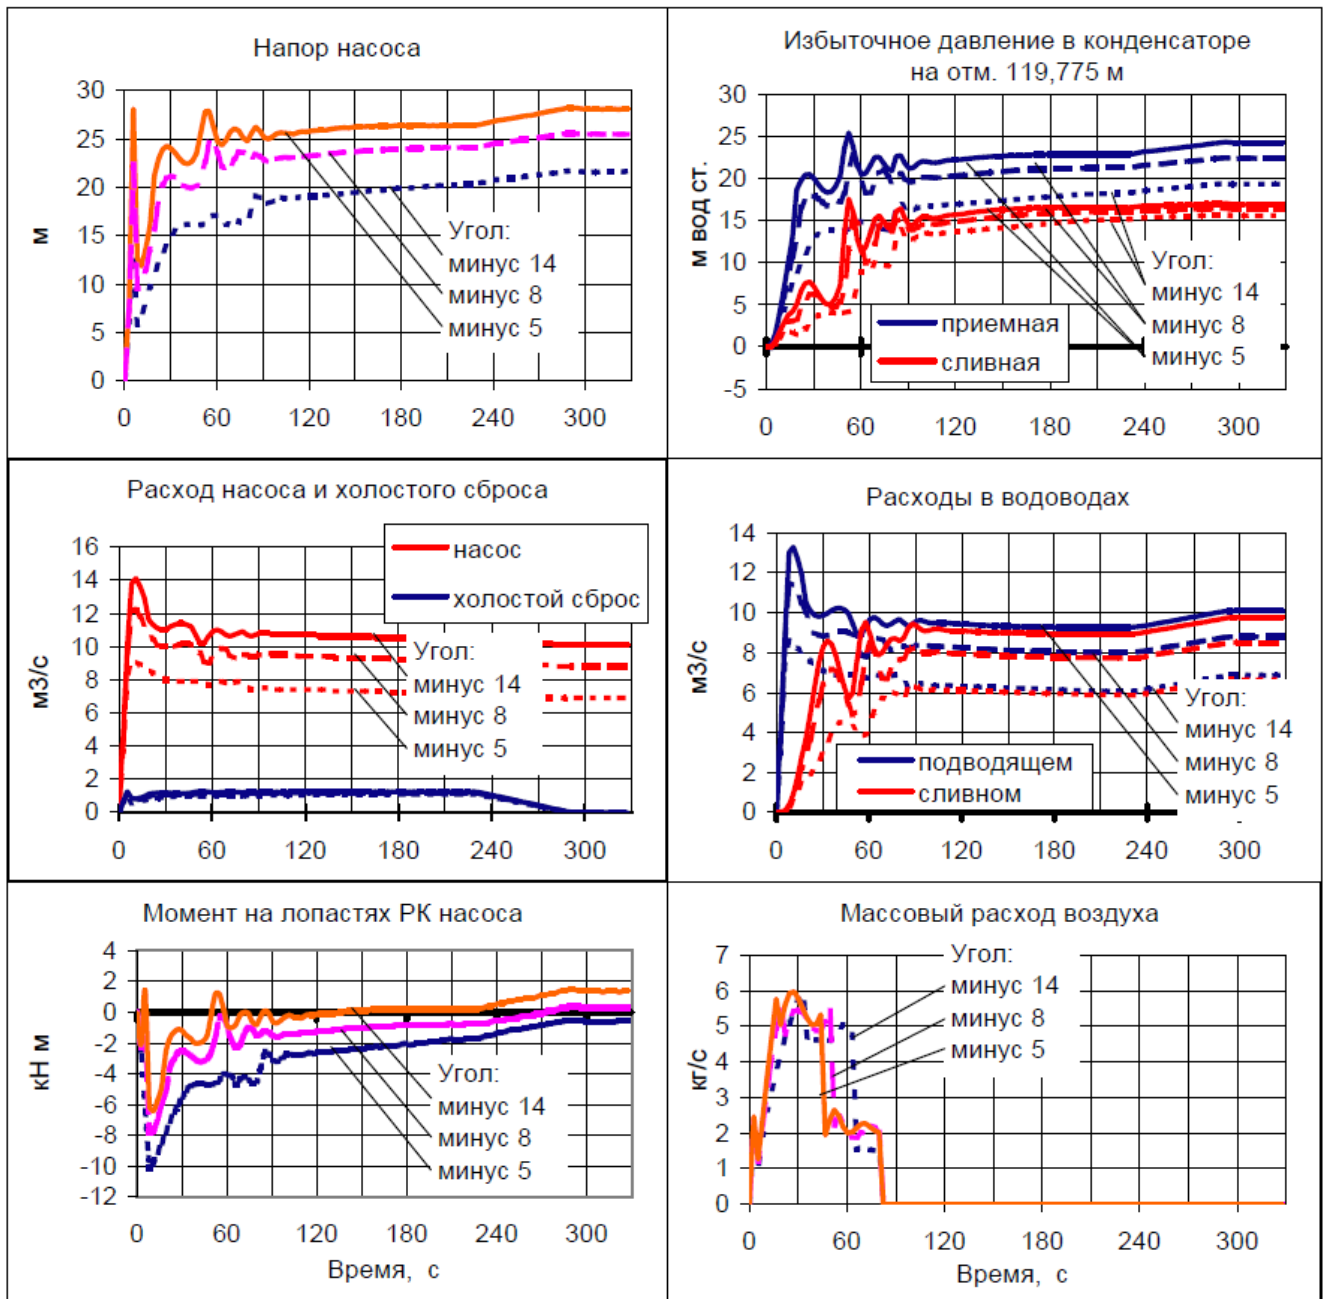 Напор насоса
30
25
20
15
10
5
0
м
0 60 120 180 240 300
Угол:
минус 14
минус 8
минус 5
Избыточное давление в конденсаторе
на отм. 119,775 м
30
25
20
15
10
5
0
-5
м вод ст.
0 60 120 180 240 300
приемная
сливная
Угол:
минус 14
минус 8
минус 5
Расход насоса и холостого сброса
16
14
12
10
8
6
4
2
0
м3/с
0 60 120 180 240 300
насос
холостой сброс
Угол:
минус 14
минус 8
минус 5
Расходы в водоводах
14
12
10
8
6
4
2
0
м3/с
0 60 120 180 240 300
подводящем
сливном
Угол:
минус 14
минус 8
минус 5
Момент на лопастях РК насоса
4
2
0
-2
-4
-6
-8
-10
-12
кН м
0 60 120 180 240 300
Время, с
Угол:
минус 14
минус 8
минус 5
Массовый расход воздуха
7
6
5
4
3
2
1
0
кг/с
0 60 120 180 240 300
Время, с
Угол:
минус 14
минус 8
минус 5